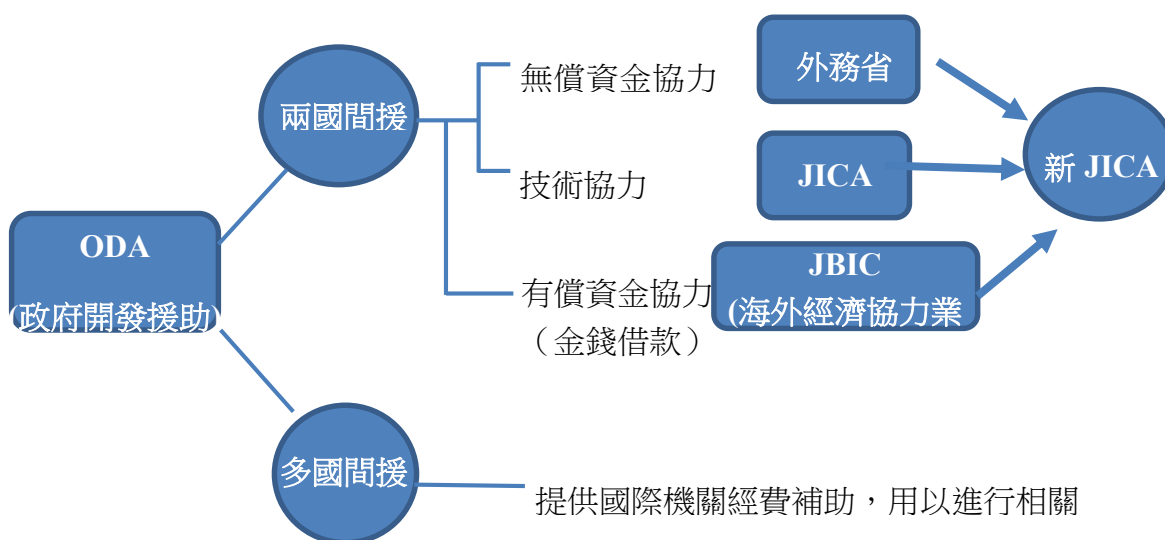 ODA
(政府開發援助)
兩國間援
無償資金協力
技術協力
有償資金協力
（金錢借款）
外務省
JICA
JBIC
(海外經濟協力業
新 JICA
多國間援
提供國際機關經費補助，用以進行相關